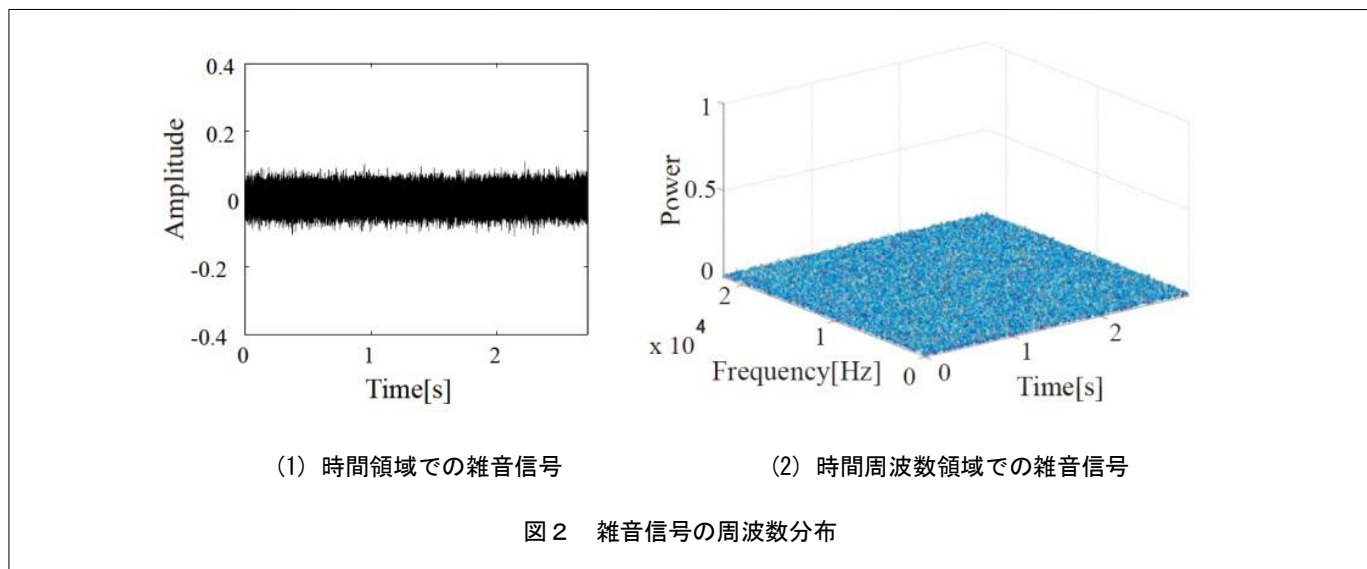 0.4
0.2
0
-0.2
-0.4
Amplitude
0 1 2
Time[s]
1
0.5
0
Power
2 1 0
x 10⁴
Frequency[Hz]
0 1 2
Time[s]
(1) 時間領域での雑音信号
(2) 時間周波数領域での雑音信号
図2 雑音信号の周波数分布